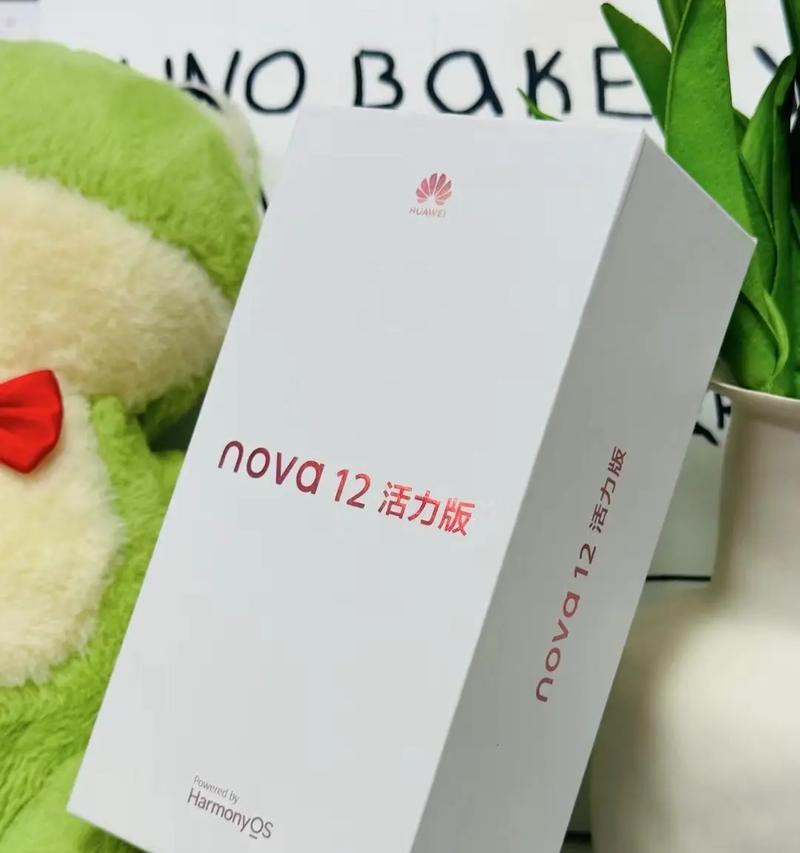 BAKE
HUAWEI
nova 12 活力版
nova 12 活力版
Powered by
HarmonyOS